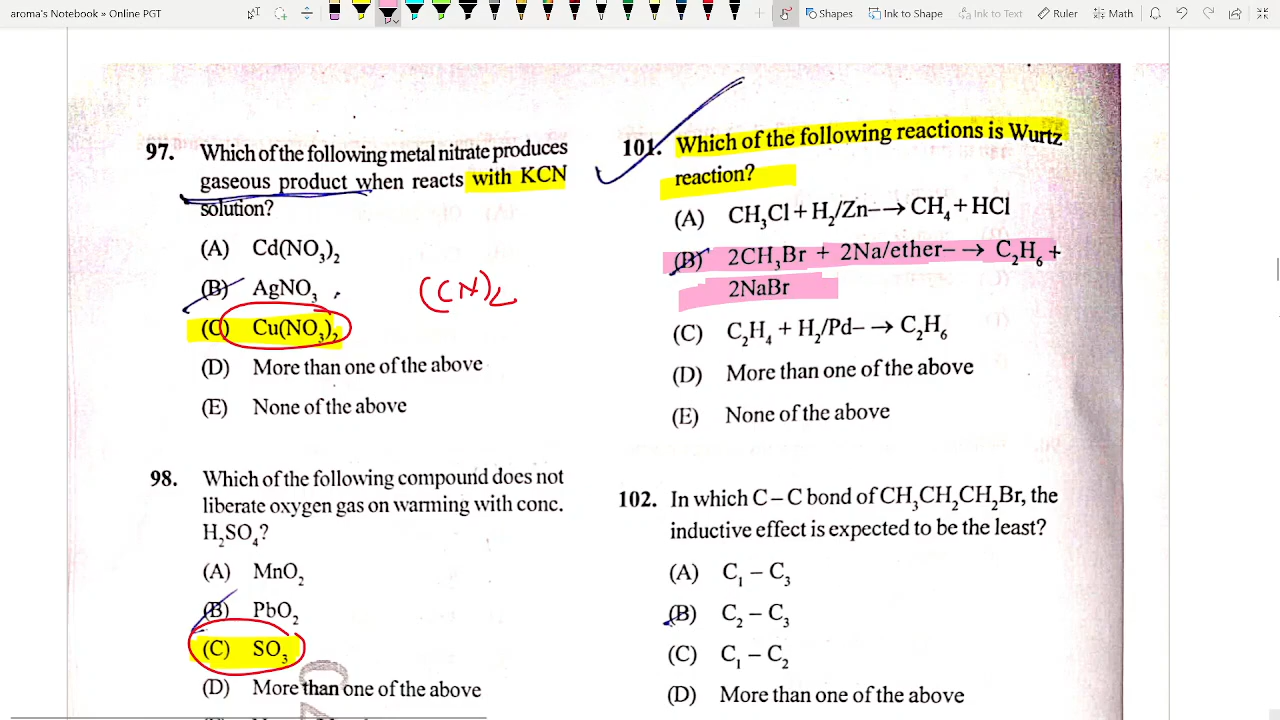 aroma's Notebook » Online DST
Shapes
Ink to Shape
Ink to Text
Ruler
Math
97. Which of the following metal nitrate produces
gaseous product when reacts with KCN
solution?
(A) Cd(NO₃)₂
(B) AgNO₃
(CN)₂
(C) Cu(NO₃)₂
(D) More than one of the above
(E) None of the above
98. Which of the following compound does not
liberate oxygen gas on warming with conc.
H₂SO₄?
(A) MnO₂
(B) PbO₂
(C) SO₃
(D) More than one of the above
101. Which of the following reactions is Wurtz
reaction?
(A) CH₃Cl + H₂/Zn–→ CH₄ + HCl
(B) 2CH₃Br + 2Na/ether– → C₂H₆ +
2NaBr
(C) C₂H₄ + H₂/Pd– → C₂H₆
(D) More than one of the above
(E) None of the above
102. In which C – C bond of CH₃CH₂CH₂Br, the
inductive effect is expected to be the least?
(A) C₁ – C₃
(B) C₂ – C₃
(C) C₁ – C₂
(D) More than one of the above